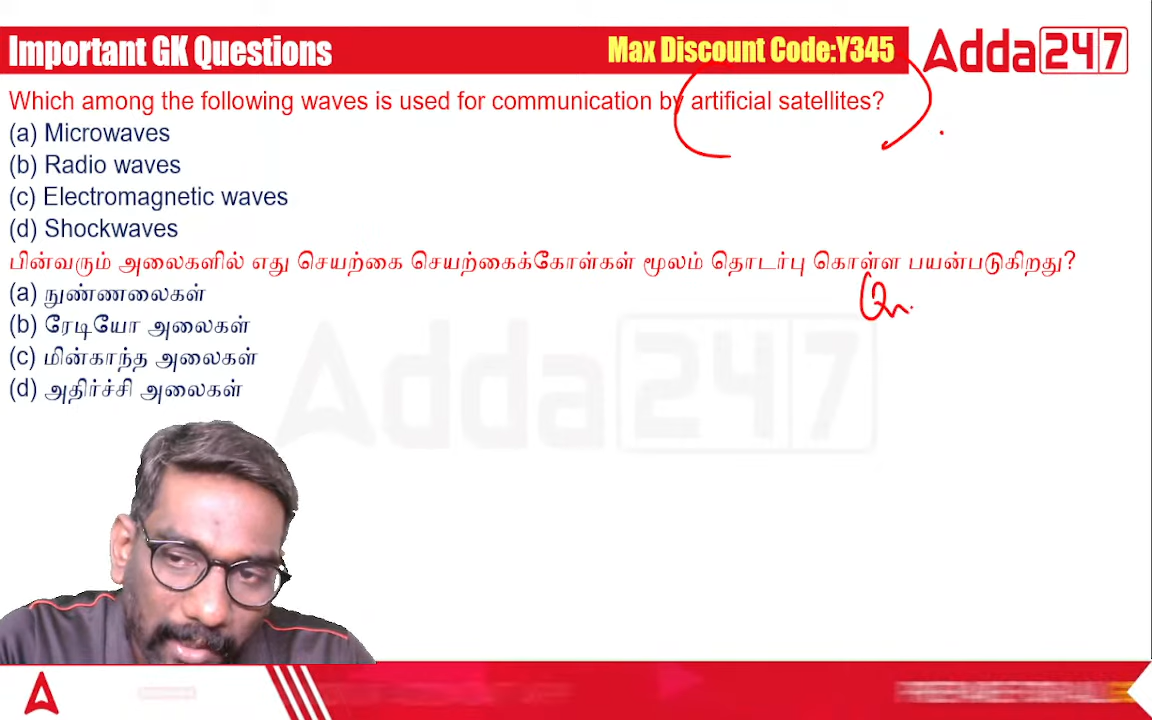 Important GK Questions Max Discount Code:Y345 Adda247
Which among the following waves is used for communication by artificial satellites?
(a) Microwaves
(b) Radio waves
(c) Electromagnetic waves
(d) Shockwaves
பின்வரும் அலைகளில் எது செயற்கை செயற்கைக்கோள்கள் மூலம் தொடர்பு கொள்ள பயன்படுகிறது?
(a) நுண்ணலைகள்
(b) ரேடியோ அலைகள்
(c) மின்காந்த அலைகள்
(d) அதிர்ச்சி அலைகள்
Adda247